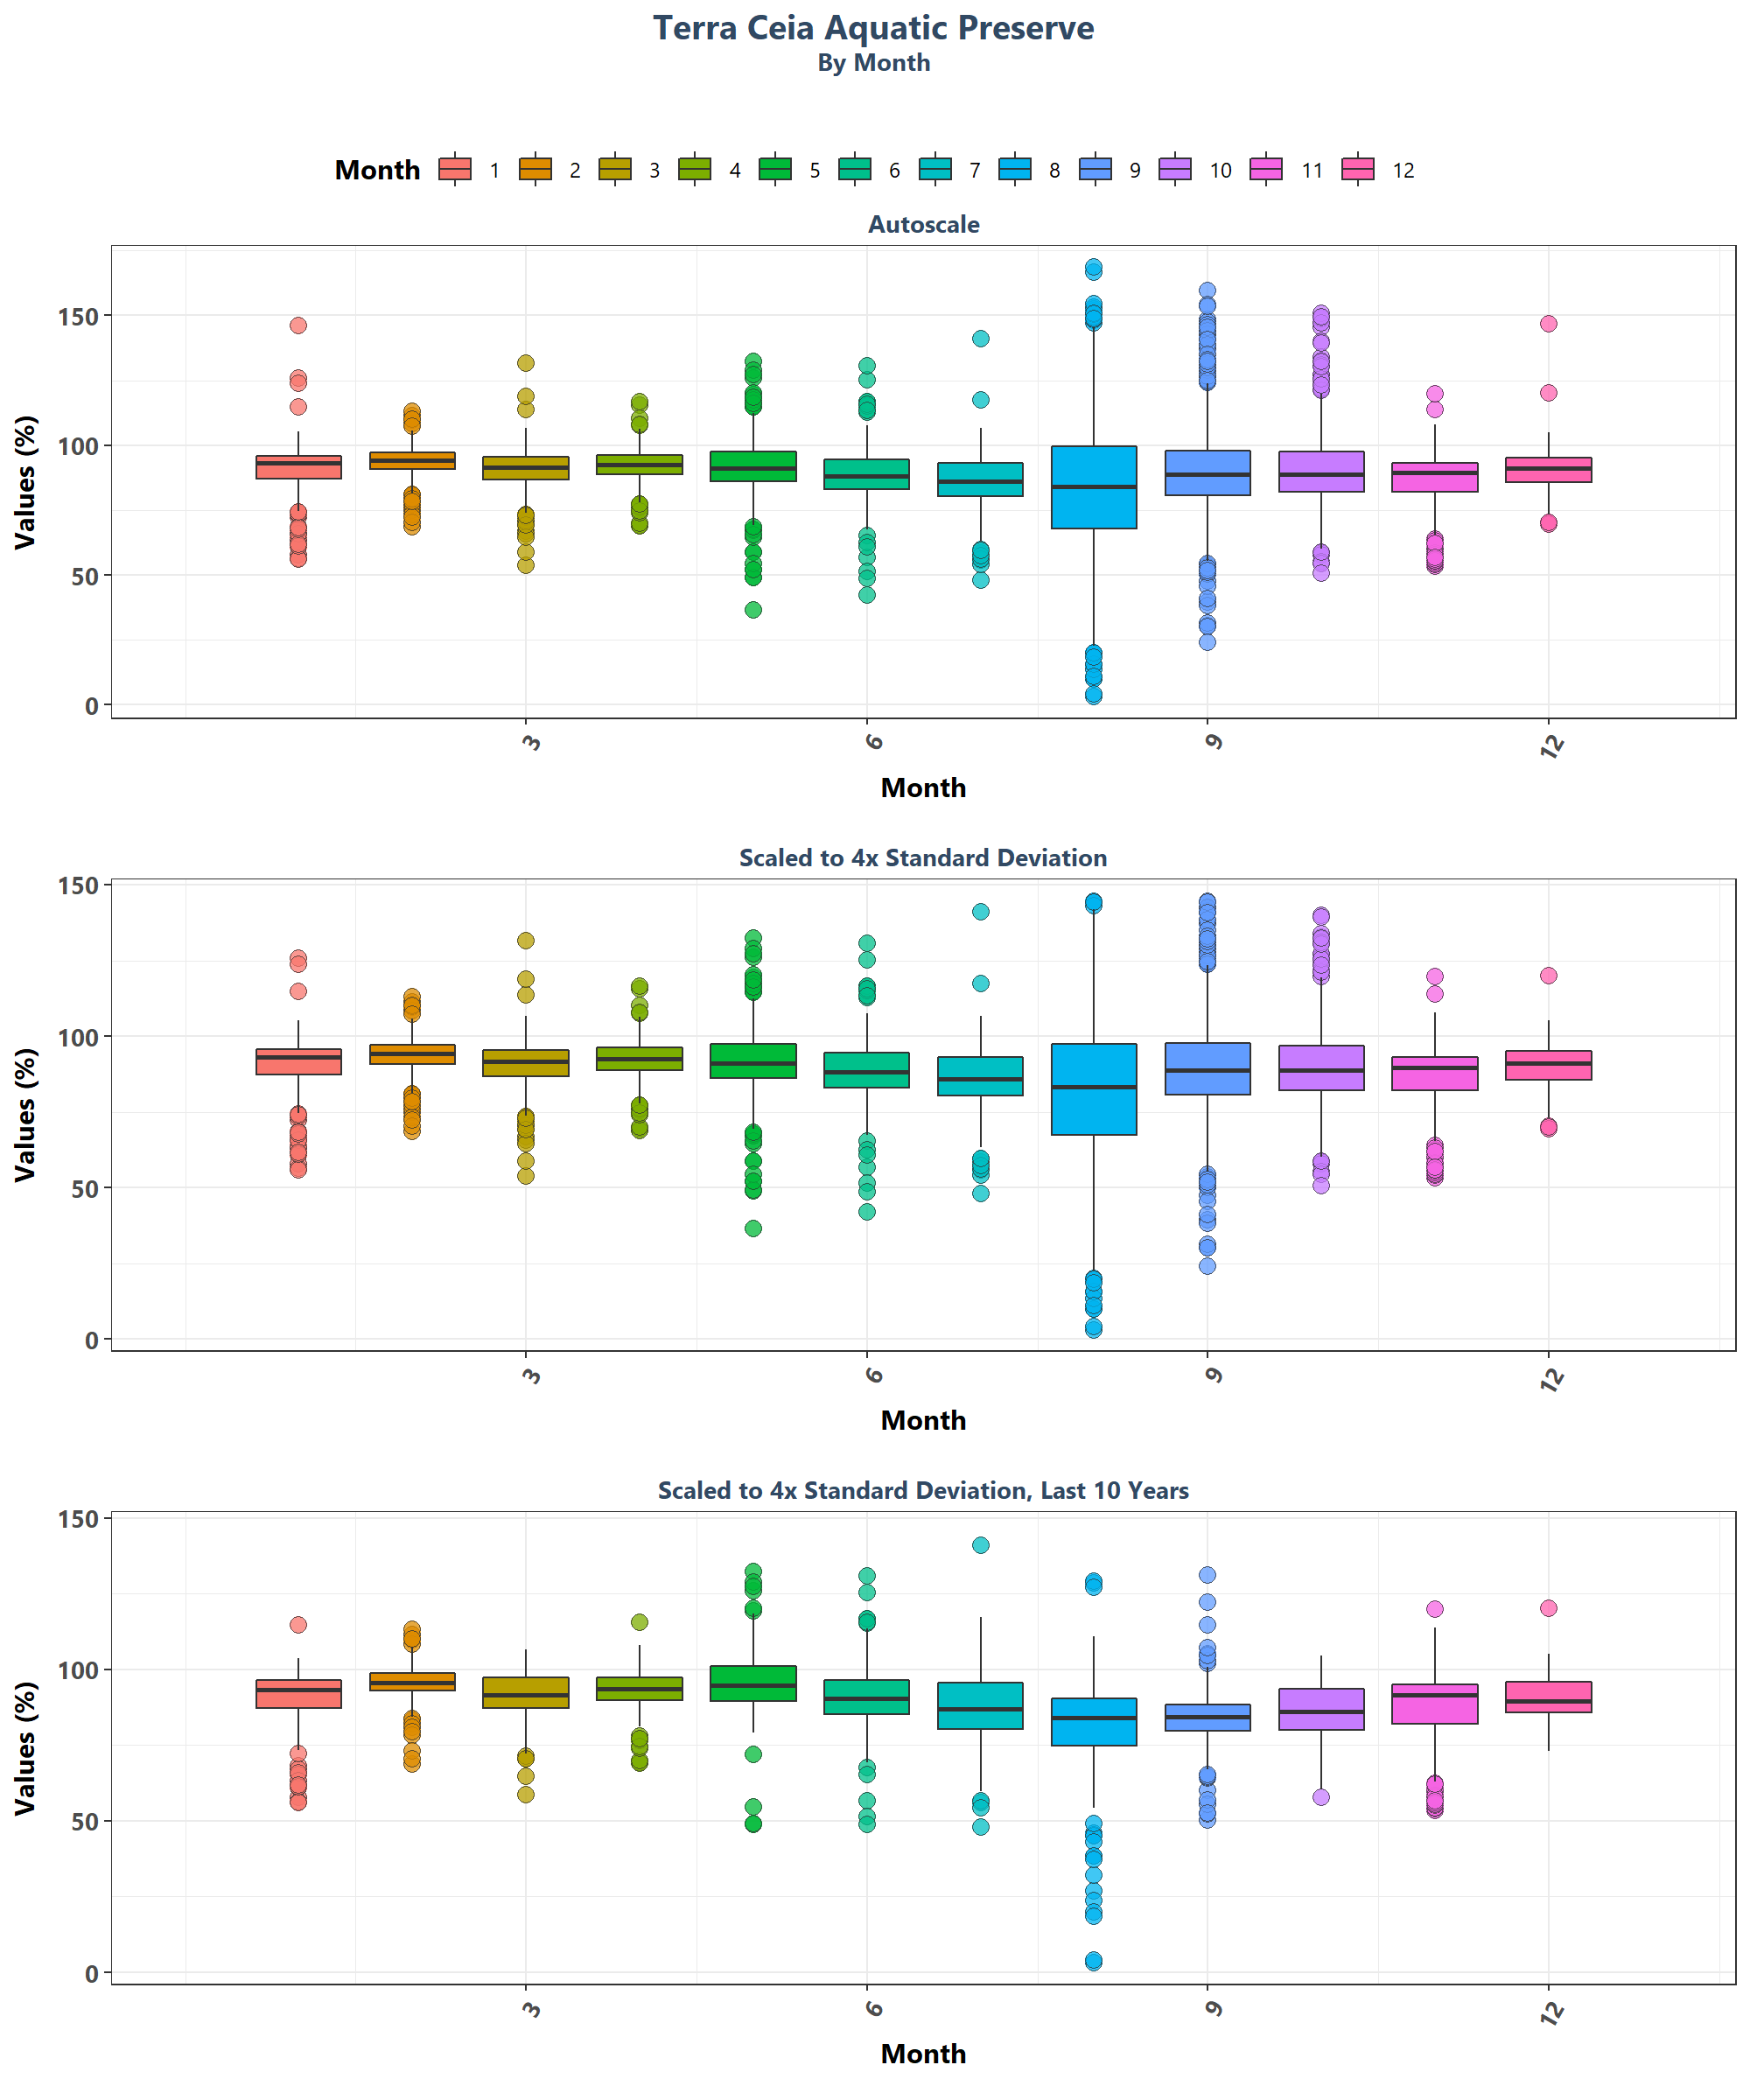 Terra Ceia Aquatic Preserve
By Month
Month 1 2 3 4 5 6 7 8 9 10 11 12
Autoscale
Values (%)
150
100
50
0
3 6 9 12
Month
Scaled to 4x Standard Deviation
Values (%)
150
100
50
0
3 6 9 12
Month
Scaled to 4x Standard Deviation, Last 10 Years
Values (%)
150
100
50
0
3 6 9 12
Month